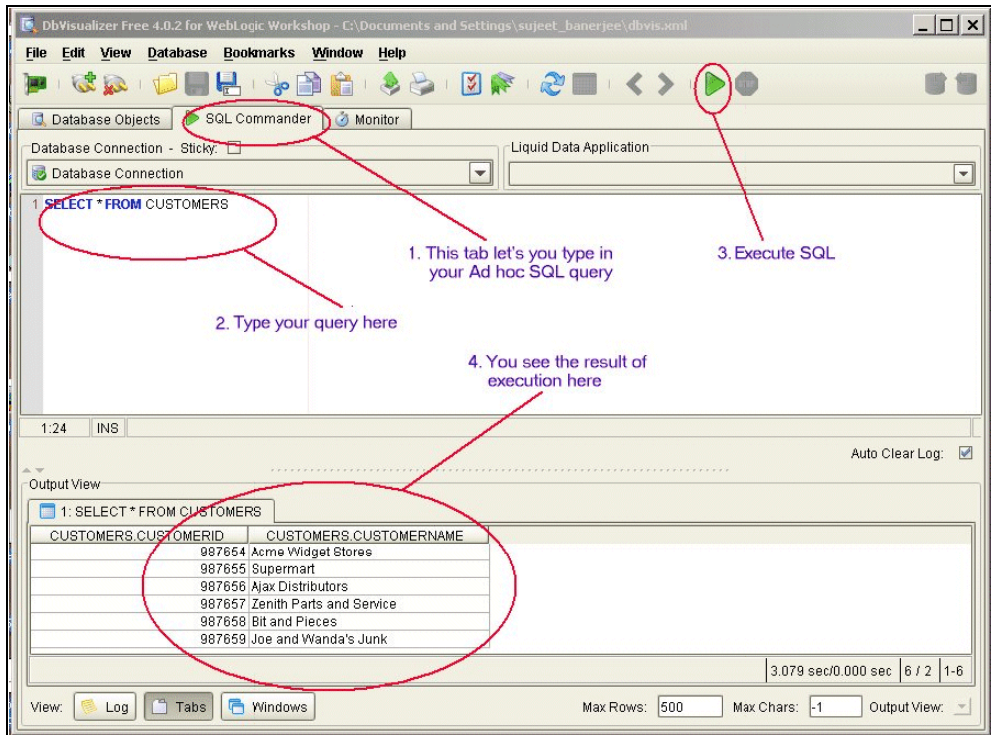 DbVisualizer Free 4.0.2 for WebLogic Workshop - C:\Documents and Settings\sujeet_banerjee\dbvis.xml
File Edit View Database Bookmarks Window Help
Database Objects SQL Commander Monitor
Database Connection - Sticky: Liquid Data Application
Database Connection
1 SELECT * FROM CUSTOMERS
1. This tab let's you type in
your Ad hoc SQL query
3. Execute SQL
2. Type your query here
4. You see the result of
execution here
1:24 INS
Auto Clear Log:
Output View
1: SELECT * FROM CUSTOMERS
CUSTOMERS.CUSTOMERID CUSTOMERS.CUSTOMERNAME
987654 Acme Widget Stores
987655 Supermart
987656 Ajax Distributors
987657 Zenith Parts and Service
987658 Bit and Pieces
987659 Joe and Wanda's Junk
3.079 sec/0.000 sec 6 / 2 1-6
View: Log Tabs Windows Max Rows: 500 Max Chars: -1 Output View: